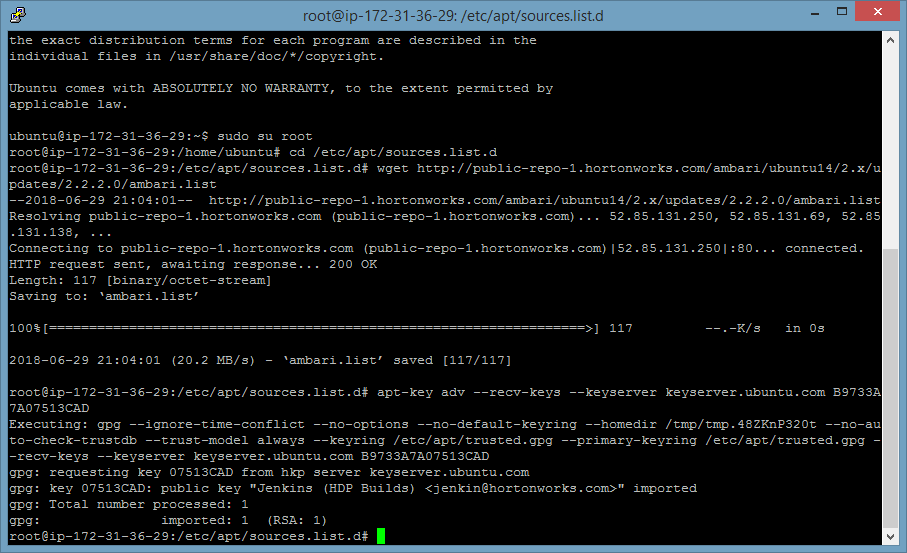 root@ip-172-31-36-29: /etc/apt/sources.list.d
the exact distribution terms for each program are described in the
individual files in /usr/share/doc/*/copyright.
Ubuntu comes with ABSOLUTELY NO WARRANTY, to the extent permitted by
applicable law.
ubuntu@ip-172-31-36-29:~$ sudo su root
root@ip-172-31-36-29:/home/ubuntu# cd /etc/apt/sources.list.d
root@ip-172-31-36-29:/etc/apt/sources.list.d# wget http://public-repo-1.hortonworks.com/ambari/ubuntu14/2.x/u
pdates/2.2.2.0/ambari.list
--2018-06-29 21:04:01--  http://public-repo-1.hortonworks.com/ambari/ubuntu14/2.x/updates/2.2.2.0/ambari.list
Resolving public-repo-1.hortonworks.com (public-repo-1.hortonworks.com)... 52.85.131.250, 52.85.131.69, 52.85
.131.138, ...
Connecting to public-repo-1.hortonworks.com (public-repo-1.hortonworks.com)|52.85.131.250|:80... connected.
HTTP request sent, awaiting response... 200 OK
Length: 117 [binary/octet-stream]
Saving to: ‘ambari.list’
100%[===================================================================>] 117         --.-K/s   in 0s
2018-06-29 21:04:01 (20.2 MB/s) - ‘ambari.list’ saved [117/117]
root@ip-172-31-36-29:/etc/apt/sources.list.d# apt-key adv --recv-keys --keyserver keyserver.ubuntu.com B9733A
7A07513CAD
Executing: gpg --ignore-time-conflict --no-options --no-default-keyring --homedir /tmp/tmp.48ZKnP320t --no-au
to-check-trustdb --trust-model always --keyring /etc/apt/trusted.gpg --primary-keyring /etc/apt/trusted.gpg -
-recv-keys --keyserver keyserver.ubuntu.com B9733A7A07513CAD
gpg: requesting key 07513CAD from hkp server keyserver.ubuntu.com
gpg: key 07513CAD: public key "Jenkins (HDP Builds) <jenkin@hortonworks.com>" imported
gpg: Total number processed: 1
gpg:               imported: 1  (RSA: 1)
root@ip-172-31-36-29:/etc/apt/sources.list.d#